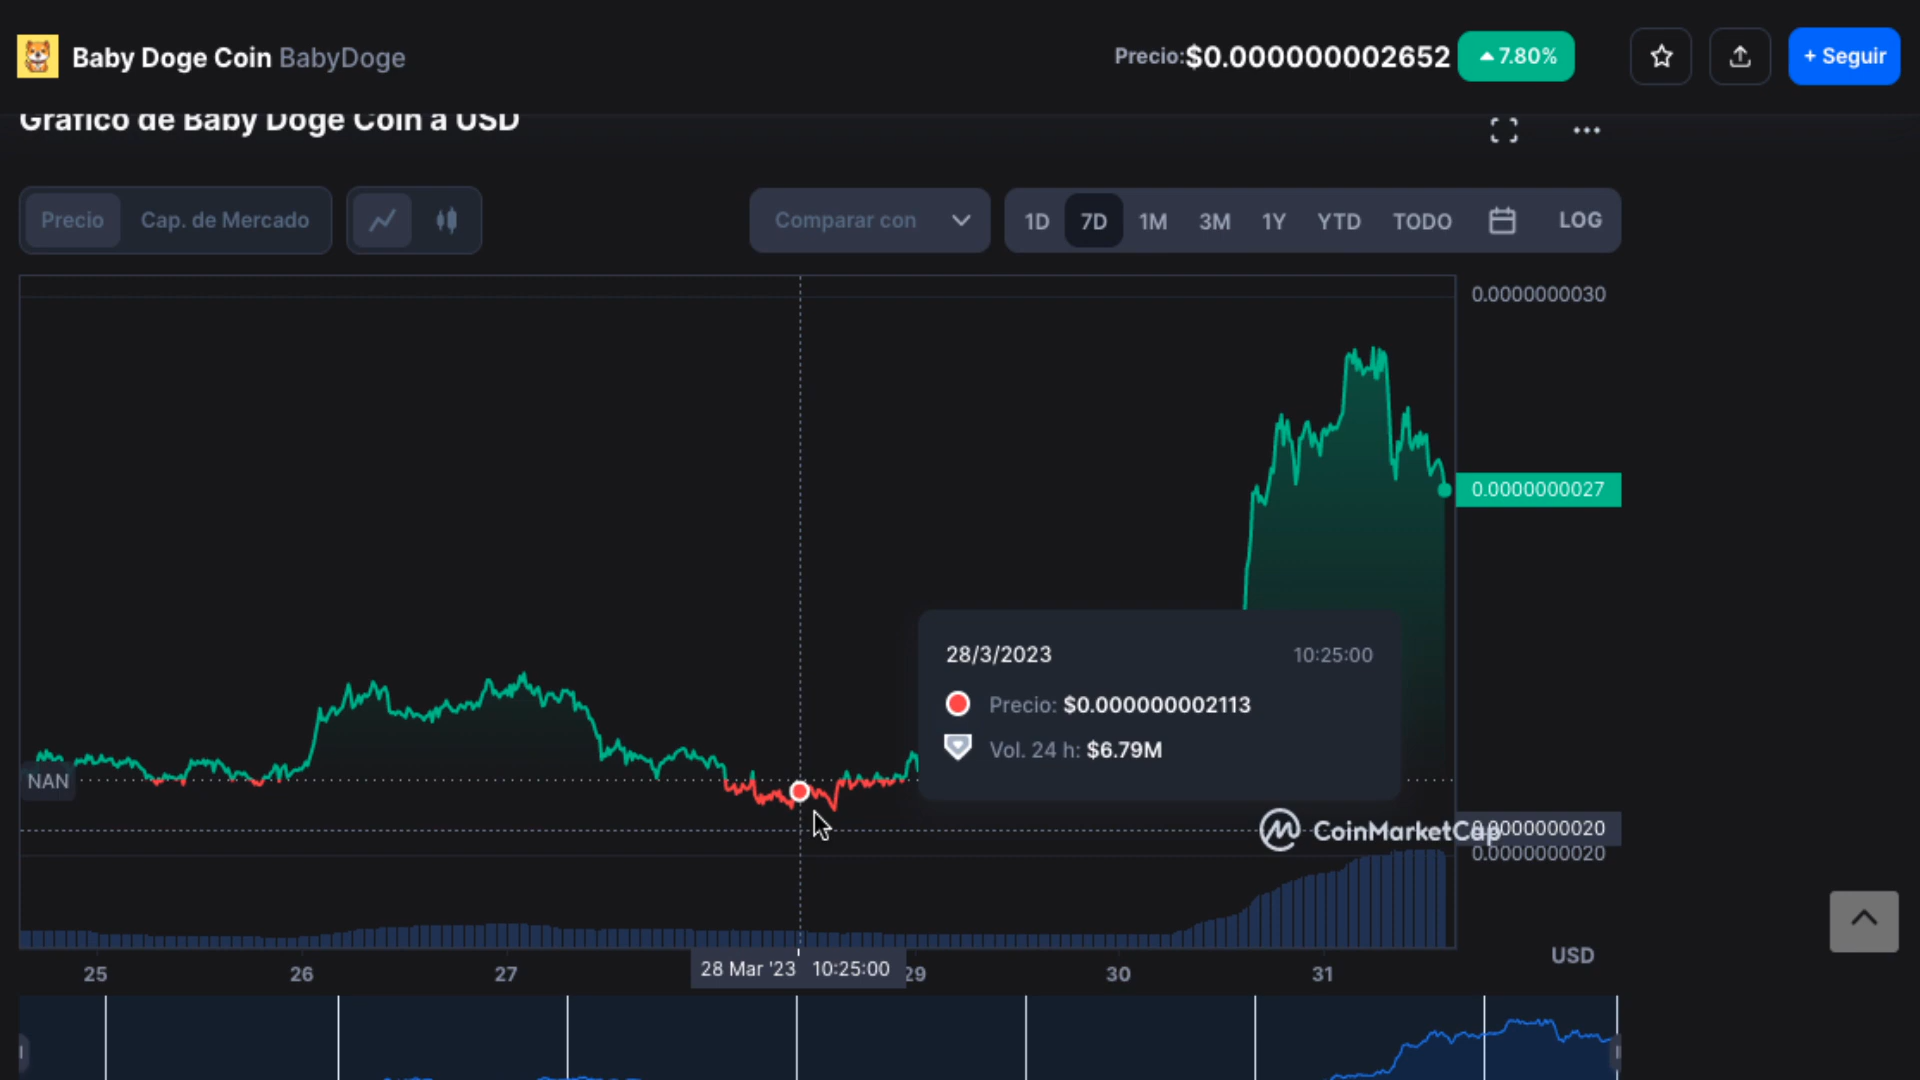 Baby Doge Coin BabyDoge
Precio:$0.000000002652 7.80%
+ Seguir
Gráfico de Baby Doge Coin a USD
Precio Cap. de Mercado
Comparar con
1D 7D 1M 3M 1Y YTD TODO LOG
0.0000000030
0.0000000027
28/3/2023 10:25:00
Precio: $0.000000002113
Vol. 24 h: $6.79M
NAN
CoinMarketCap
0.0000000020
0.0000000020
USD
25 26 27 28 Mar '23 10:25:00 29 30 31